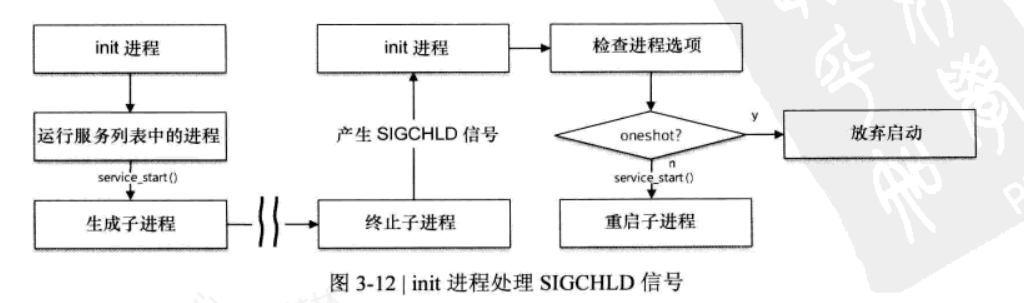 init 进程
运行服务列表中的进程
service_start()
生成子进程
init 进程
产生 SIGCHLD 信号
终止子进程
检查进程选项
oneshot?
y
放弃启动
n
service_start()
重启子进程
图 3-12 | init 进程处理 SIGCHLD 信号